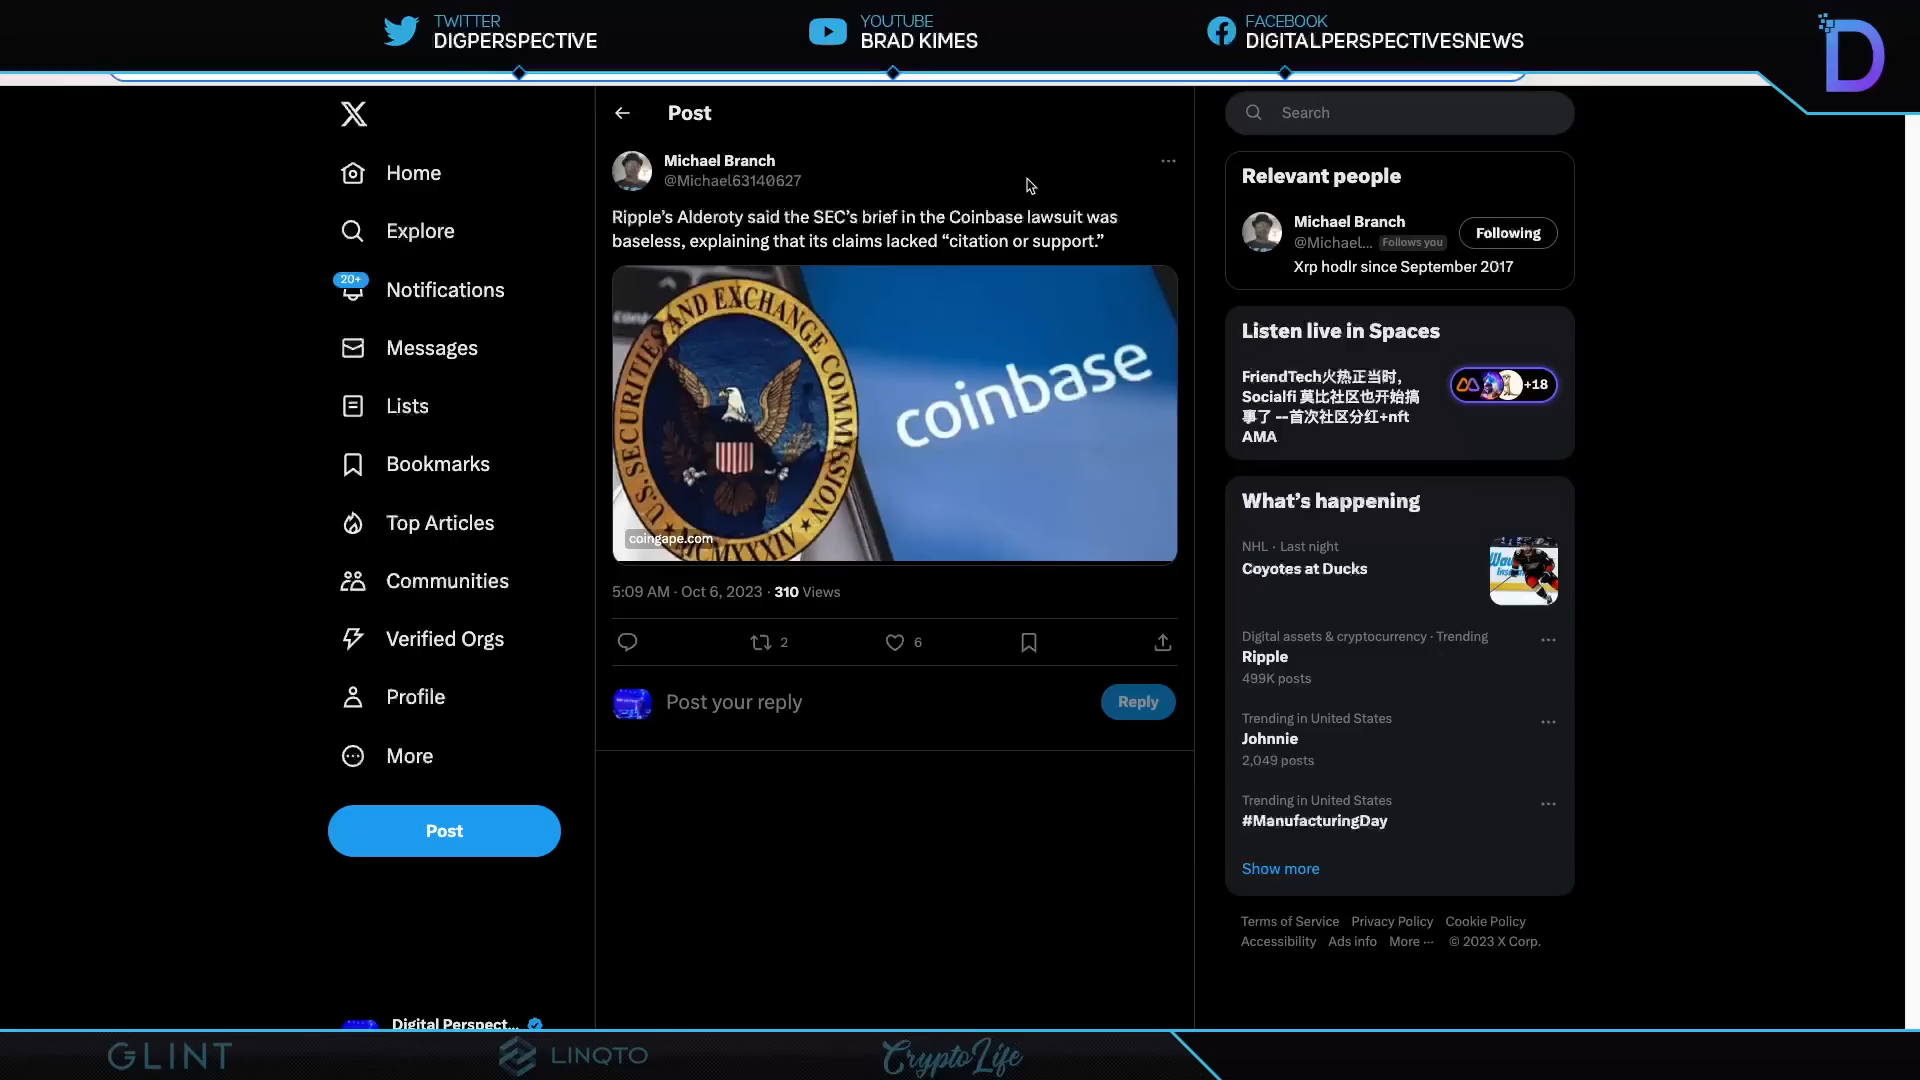 TWITTER
DIGPERSPECTIVE
YOUTUBE
BRAD KIMES
FACEBOOK
DIGITALPERSPECTIVESNEWS
D
Home
Explore
20+
Notifications
Messages
Lists
Bookmarks
Top Articles
Communities
Verified Orgs
Profile
More
Post
Digital Perspect...
Post
Michael Branch
@Michael63140627
Ripple’s Alderoty said the SEC’s brief in the Coinbase lawsuit was
baseless, explaining that its claims lacked “citation or support.”
U.S. SECURITIES AND EXCHANGE COMMISSION
MCMXXXIV
coinbase
coingape.com
5:09 AM · Oct 6, 2023 · 310 Views
2
6
Post your reply
Reply
Search
Relevant people
Michael Branch
@Michael... Follows you
Following
Xrp hodlr since September 2017
Listen live in Spaces
FriendTech火热正当时，
Socialfi 莫比社区也开始搞
事了 --首次社区分红+nft
AMA
+18
What’s happening
NHL · Last night
Coyotes at Ducks
Digital assets & cryptocurrency · Trending
Ripple
499K posts
Trending in United States
Johnnie
2,049 posts
Trending in United States
#ManufacturingDay
Show more
Terms of Service Privacy Policy Cookie Policy
Accessibility Ads info More ··· © 2023 X Corp.
GLINT
LINQTO
CryptoLife